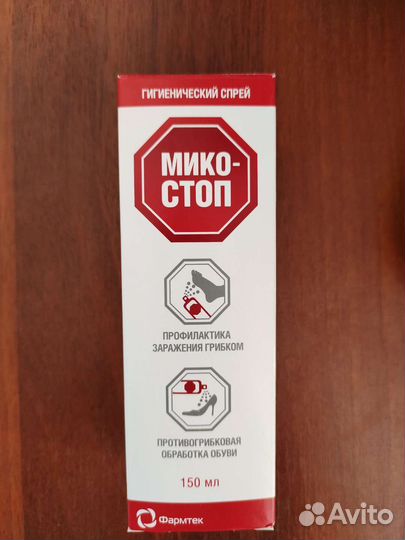 ГИГИЕНИЧЕСКИЙ СПРЕЙ
МИКО-
СТОП
ПРОФИЛАКТИКА
ЗАРАЖЕНИЯ ГРИБКОМ
ПРОТИВОГРИБКОВАЯ
ОБРАБОТКА ОБУВИ
150 мл
Фармтек
Avito